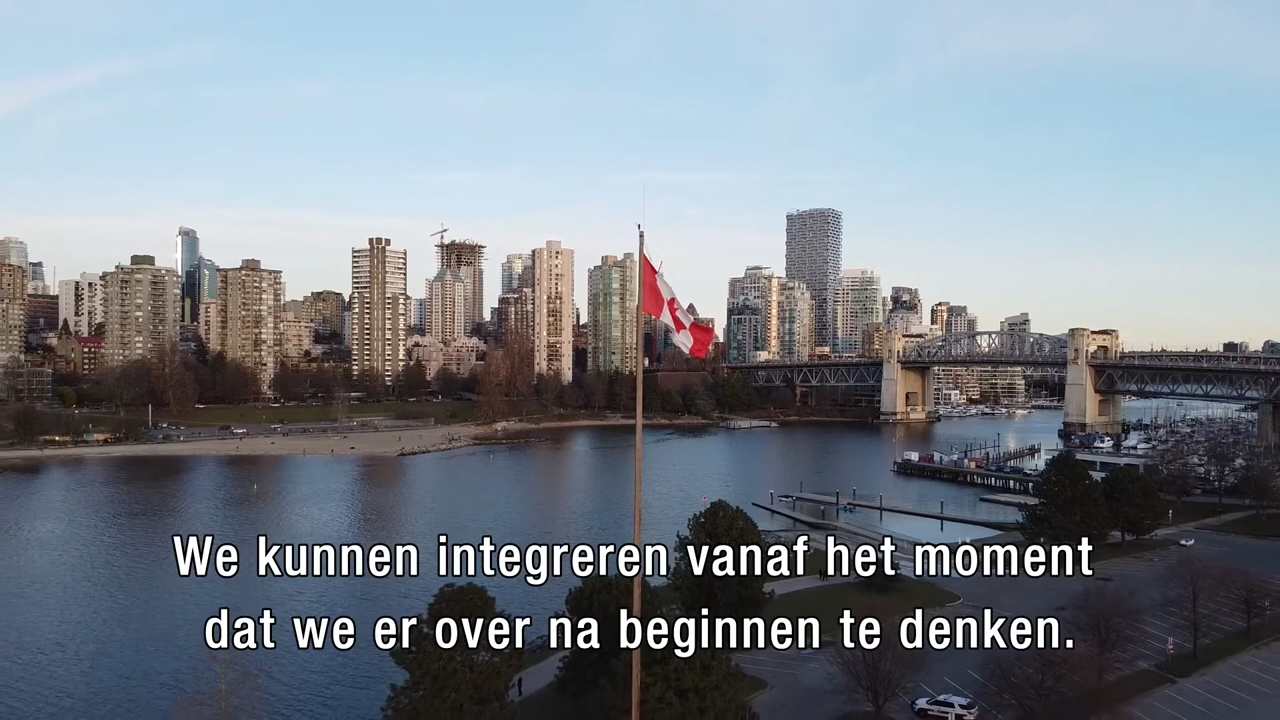 We kunnen integreren vanaf het moment
dat we er over na beginnen te denken.